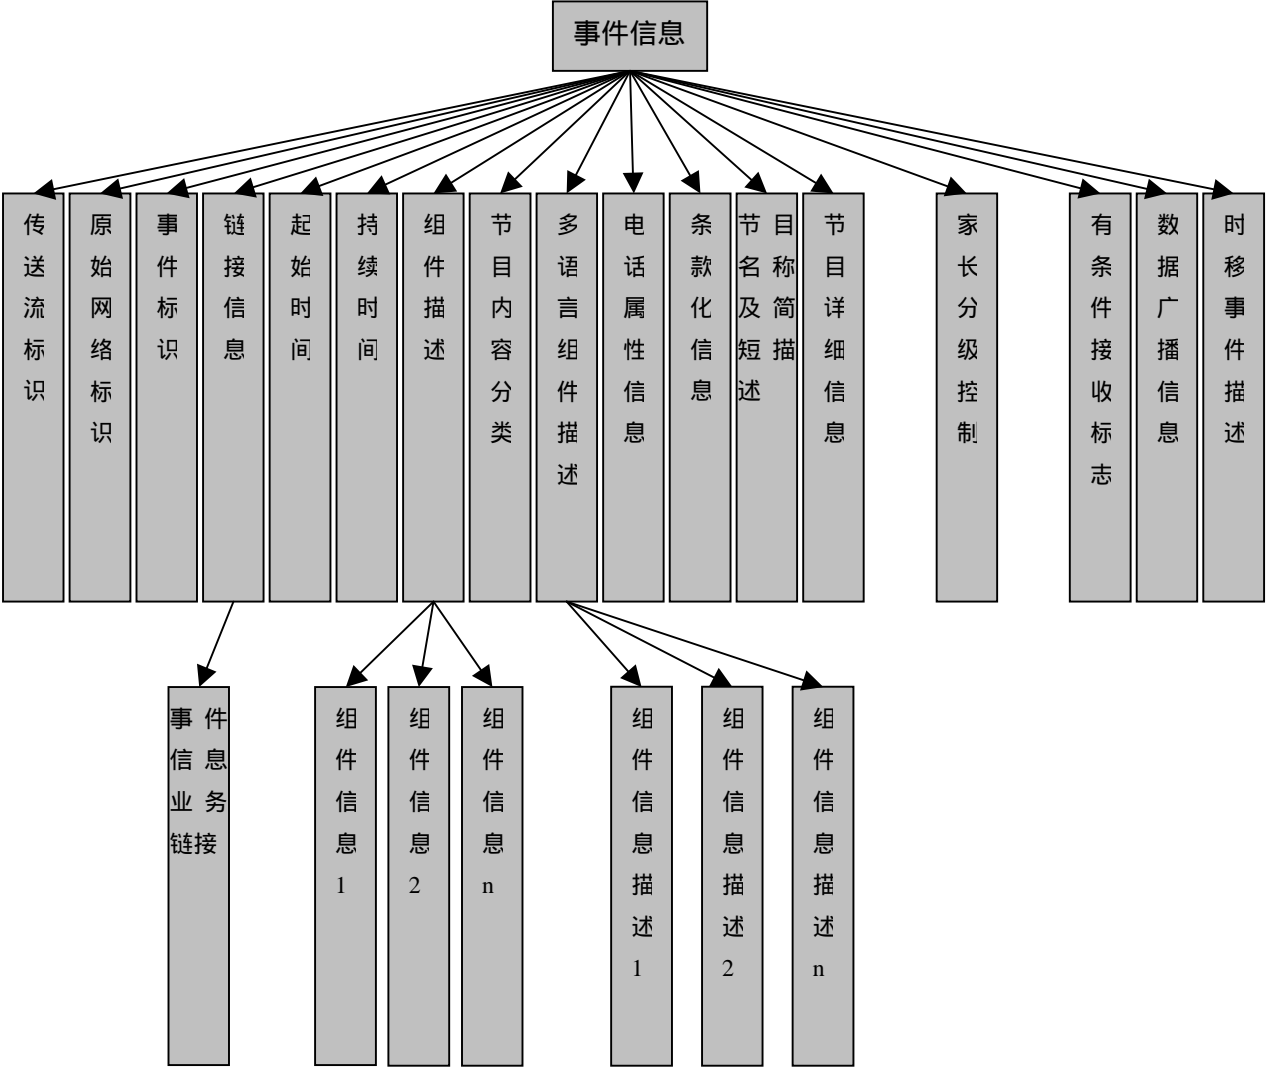 事件信息
传送流标识
原始网络标识
事件标识
链接信息
起始时间
持续时间
组件描述
节目内容分类
多语言组件描述
电话属性信息
条款化信息
节目名称及简短描述
节目详细信息
家长分级控制
有条件接收标志
数据广播信息
时移事件描述
事件信息业务链接
组件信息1
组件信息2
组件信息n
组件信息描述1
组件信息描述2
组件信息描述n